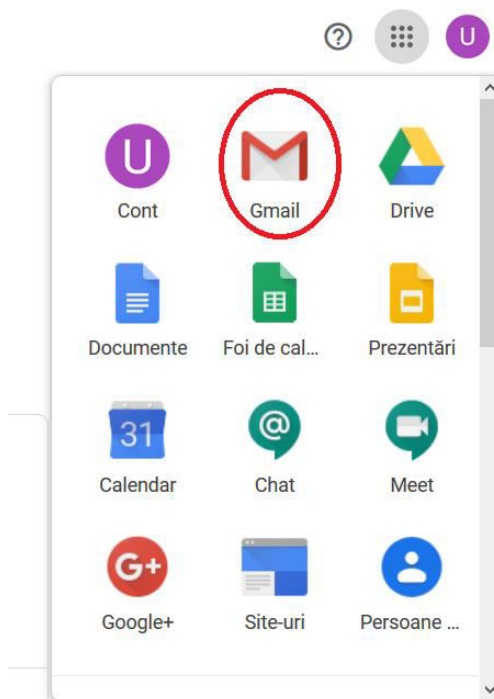 U
U
Cont Gmail Drive
Documente Foi de cal... Prezentări
31
Calendar Chat Meet
G+
Google+ Site-uri Persoane ...